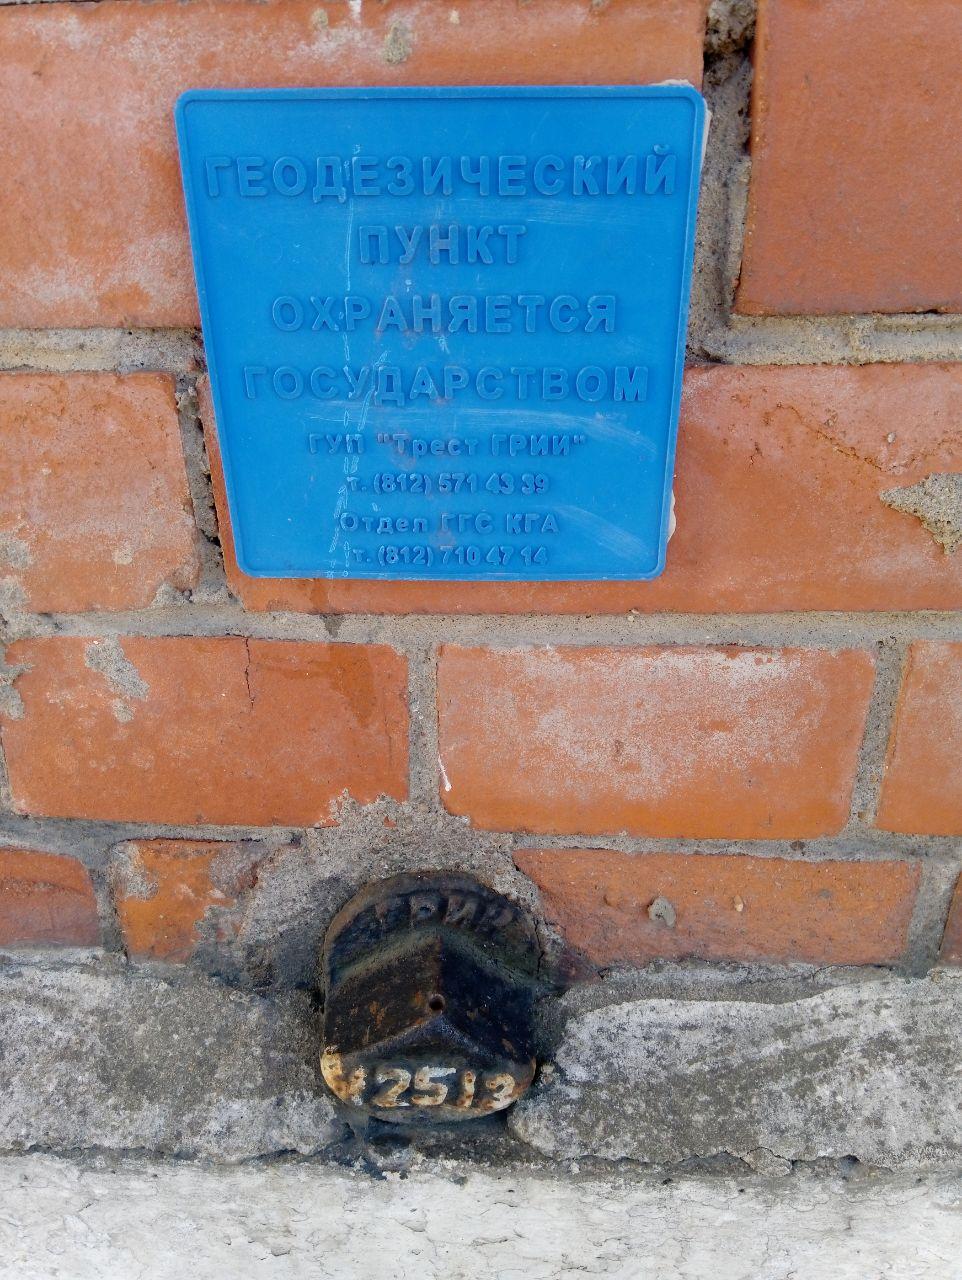 ГЕОДЕЗИЧЕСКИЙ
ПУНКТ
ОХРАНЯЕТСЯ
ГОСУДАРСТВОМ
ГУП "Трест ГРИИ"
т. (812) 571 43 39
Отдел ГГС КГА
т. (812) 710 47 14
ГРИИ